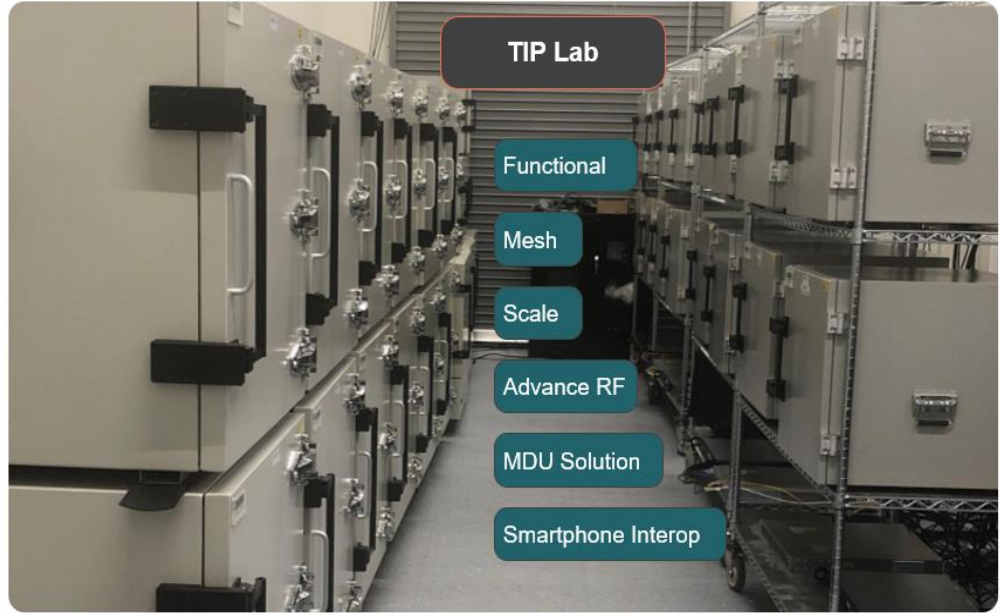 TIP Lab
Functional
Mesh
Scale
Advance RF
MDU Solution
Smartphone Interop